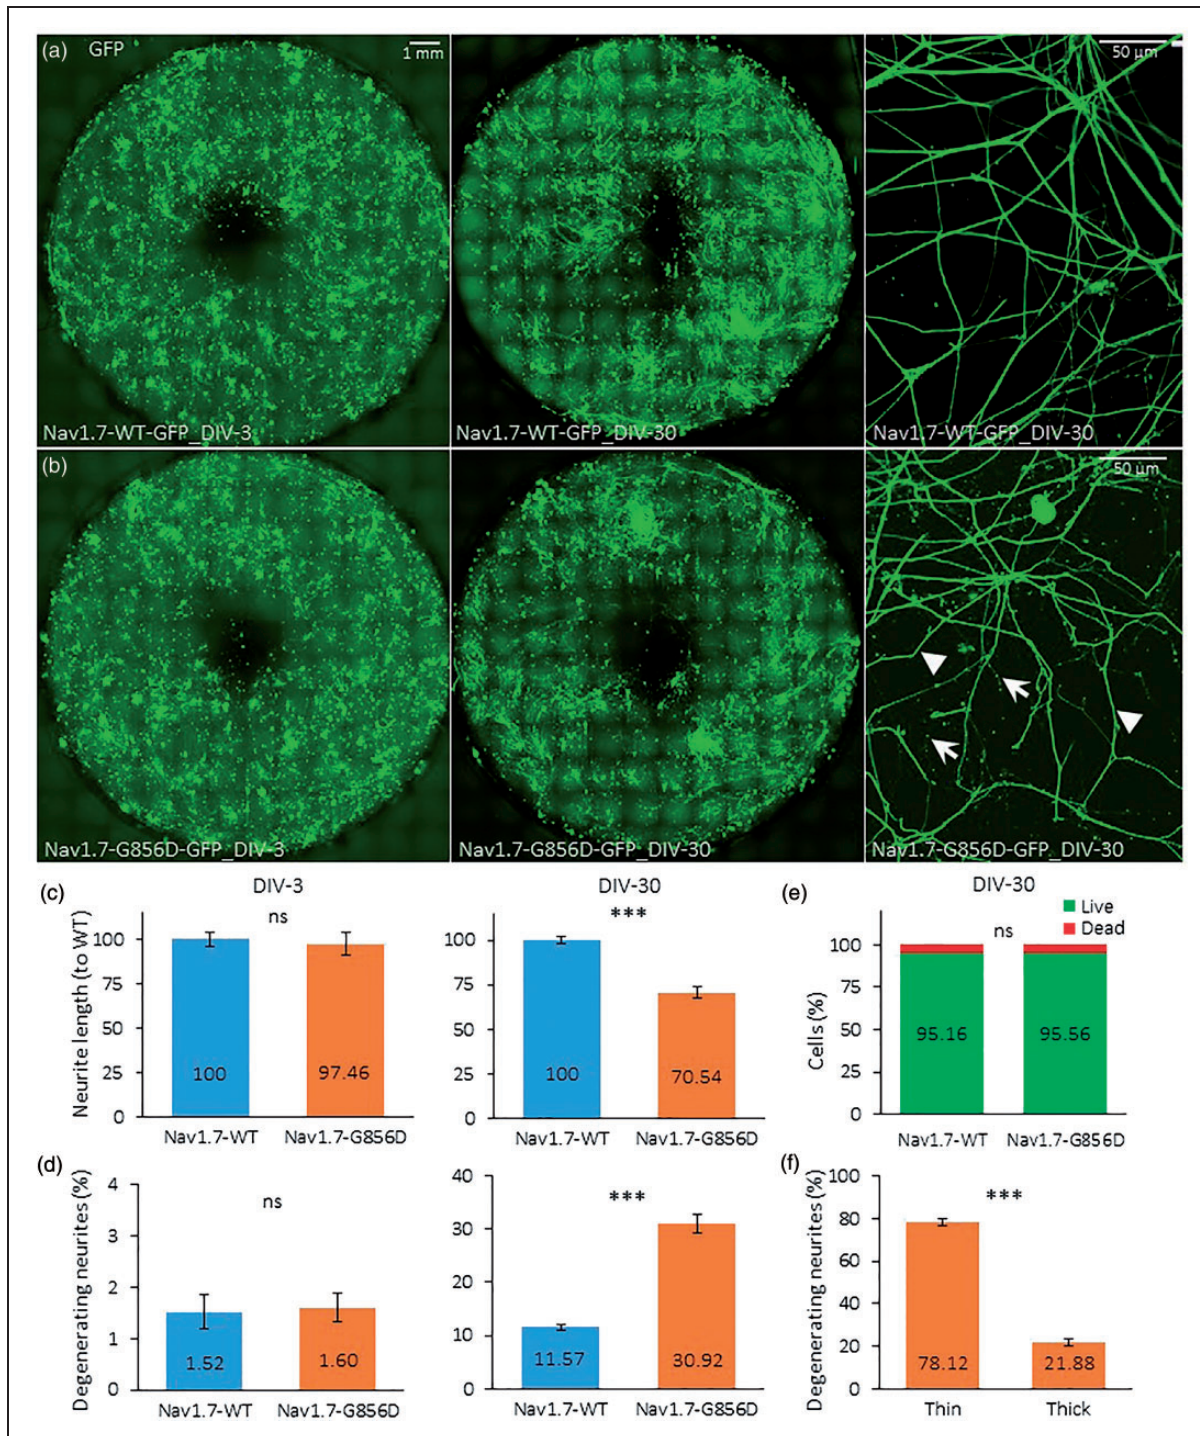 (a) GFP
1 mm
50 µm
Nav1.7-WT-GFP_DIV-3
Nav1.7-WT-GFP_DIV-30
Nav1.7-WT-GFP_DIV-30
(b)
50 µm
Nav1.7-G856D-GFP_DIV-3
Nav1.7-G856D-GFP_DIV-30
Nav1.7-G856D-GFP_DIV-30
(c)
DIV-3
Neurite length (to WT)
ns
100
75
50
25
0
100
97.46
Nav1.7-WT
Nav1.7-G856D
DIV-30
***
100
75
50
25
0
100
70.54
Nav1.7-WT
Nav1.7-G856D
(e)
DIV-30
Live
Dead
ns
Cells (%)
100
75
50
25
0
95.16
95.56
Nav1.7-WT
Nav1.7-G856D
(d)
Degenerating neurites (%)
ns
4
3
2
1
0
1.52
1.60
Nav1.7-WT
Nav1.7-G856D
***
40
30
20
10
0
11.57
30.92
Nav1.7-WT
Nav1.7-G856D
(f)
Degenerating neurites (%)
***
100
80
60
40
20
0
78.12
21.88
Thin
Thick